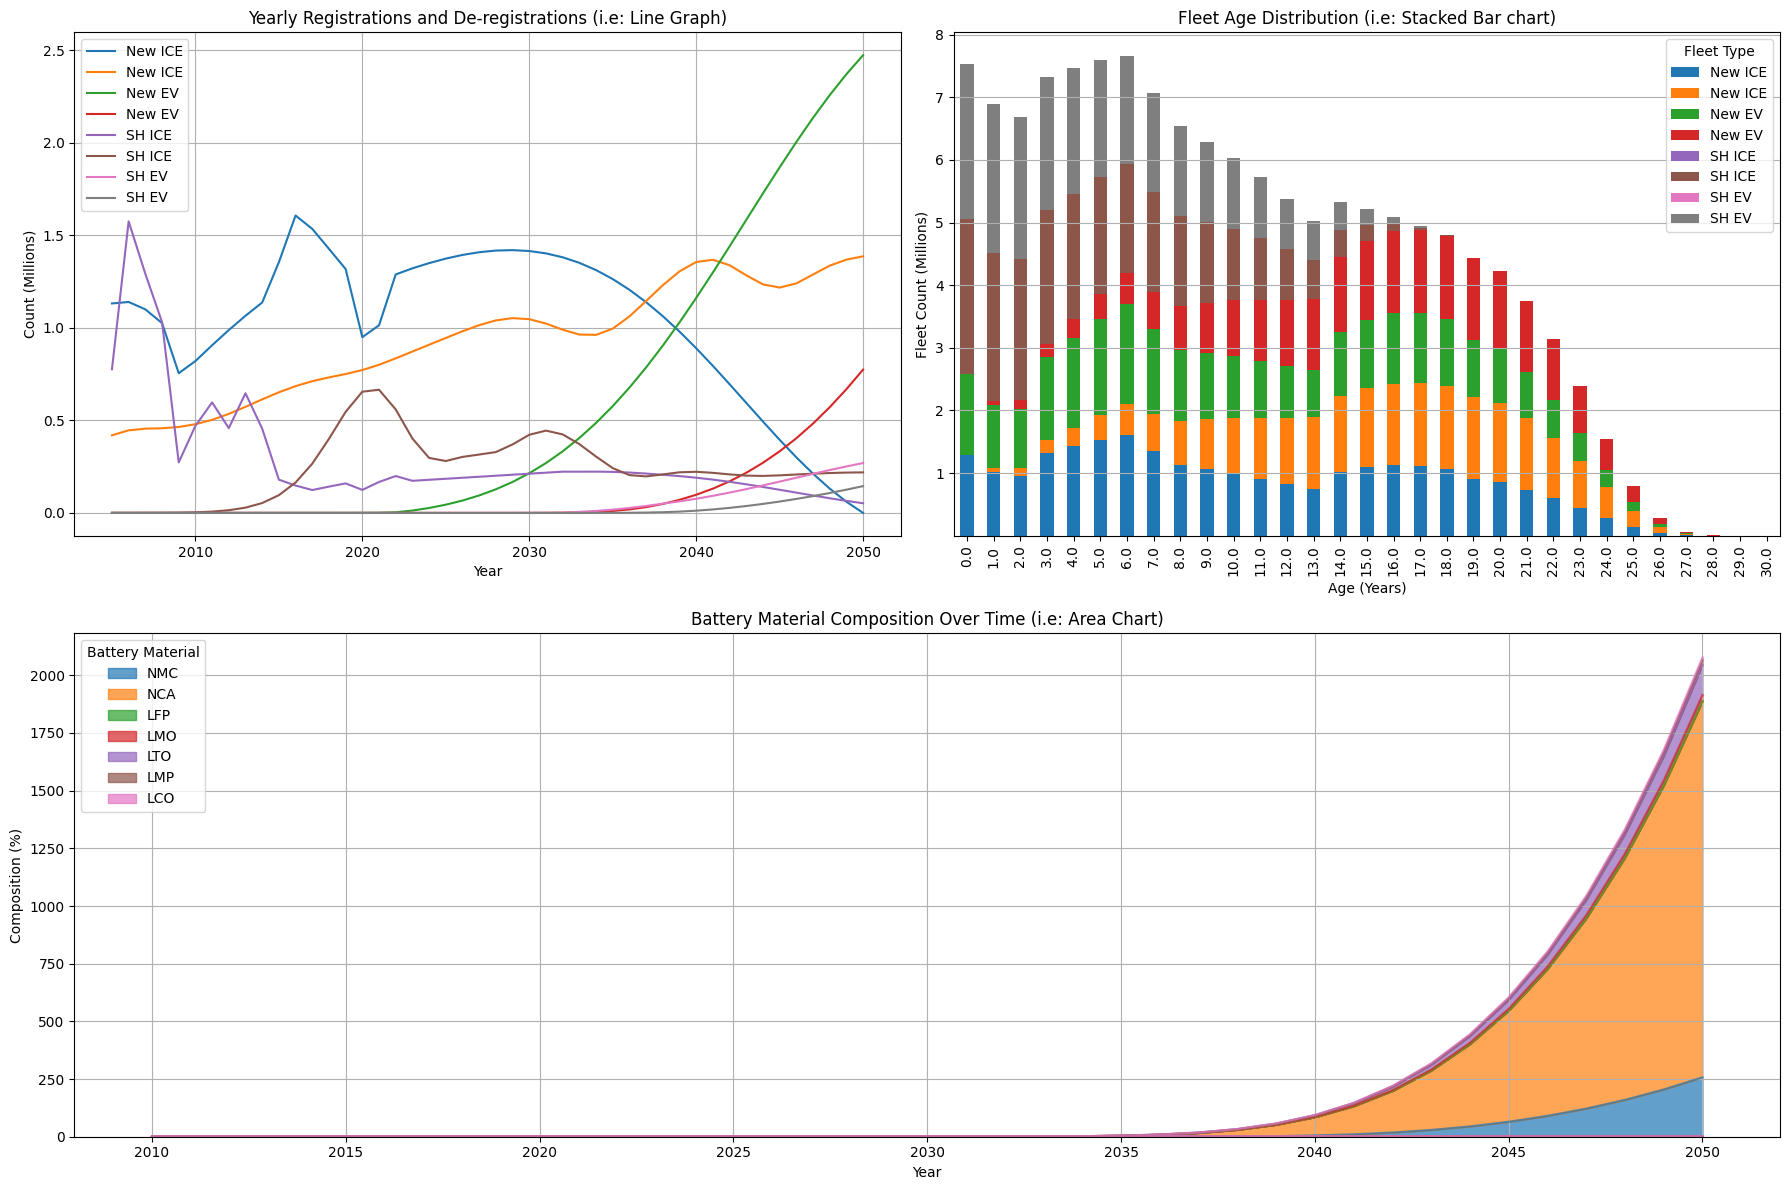 Yearly Registrations and De-registrations (i.e: Line Graph)
New ICE
New ICE
New EV
New EV
SH ICE
SH ICE
SH EV
SH EV
Count (Millions)
2.5
2.0
1.5
1.0
0.5
0.0
2010 2020 2030 2040 2050
Year
Fleet Age Distribution (i.e: Stacked Bar chart)
Fleet Type
New ICE
New ICE
New EV
New EV
SH ICE
SH ICE
SH EV
SH EV
Fleet Count (Millions)
8
7
6
5
4
3
2
1
0.0 1.0 2.0 3.0 4.0 5.0 6.0 7.0 8.0 9.0 10.0 11.0 12.0 13.0 14.0 15.0 16.0 17.0 18.0 19.0 20.0 21.0 22.0 23.0 24.0 25.0 26.0 27.0 28.0 29.0 30.0
Age (Years)
Battery Material Composition Over Time (i.e: Area Chart)
Battery Material
NMC
NCA
LFP
LMO
LTO
LMP
LCO
Composition (%)
2000
1750
1500
1250
1000
750
500
250
0
2010 2015 2020 2025 2030 2035 2040 2045 2050
Year